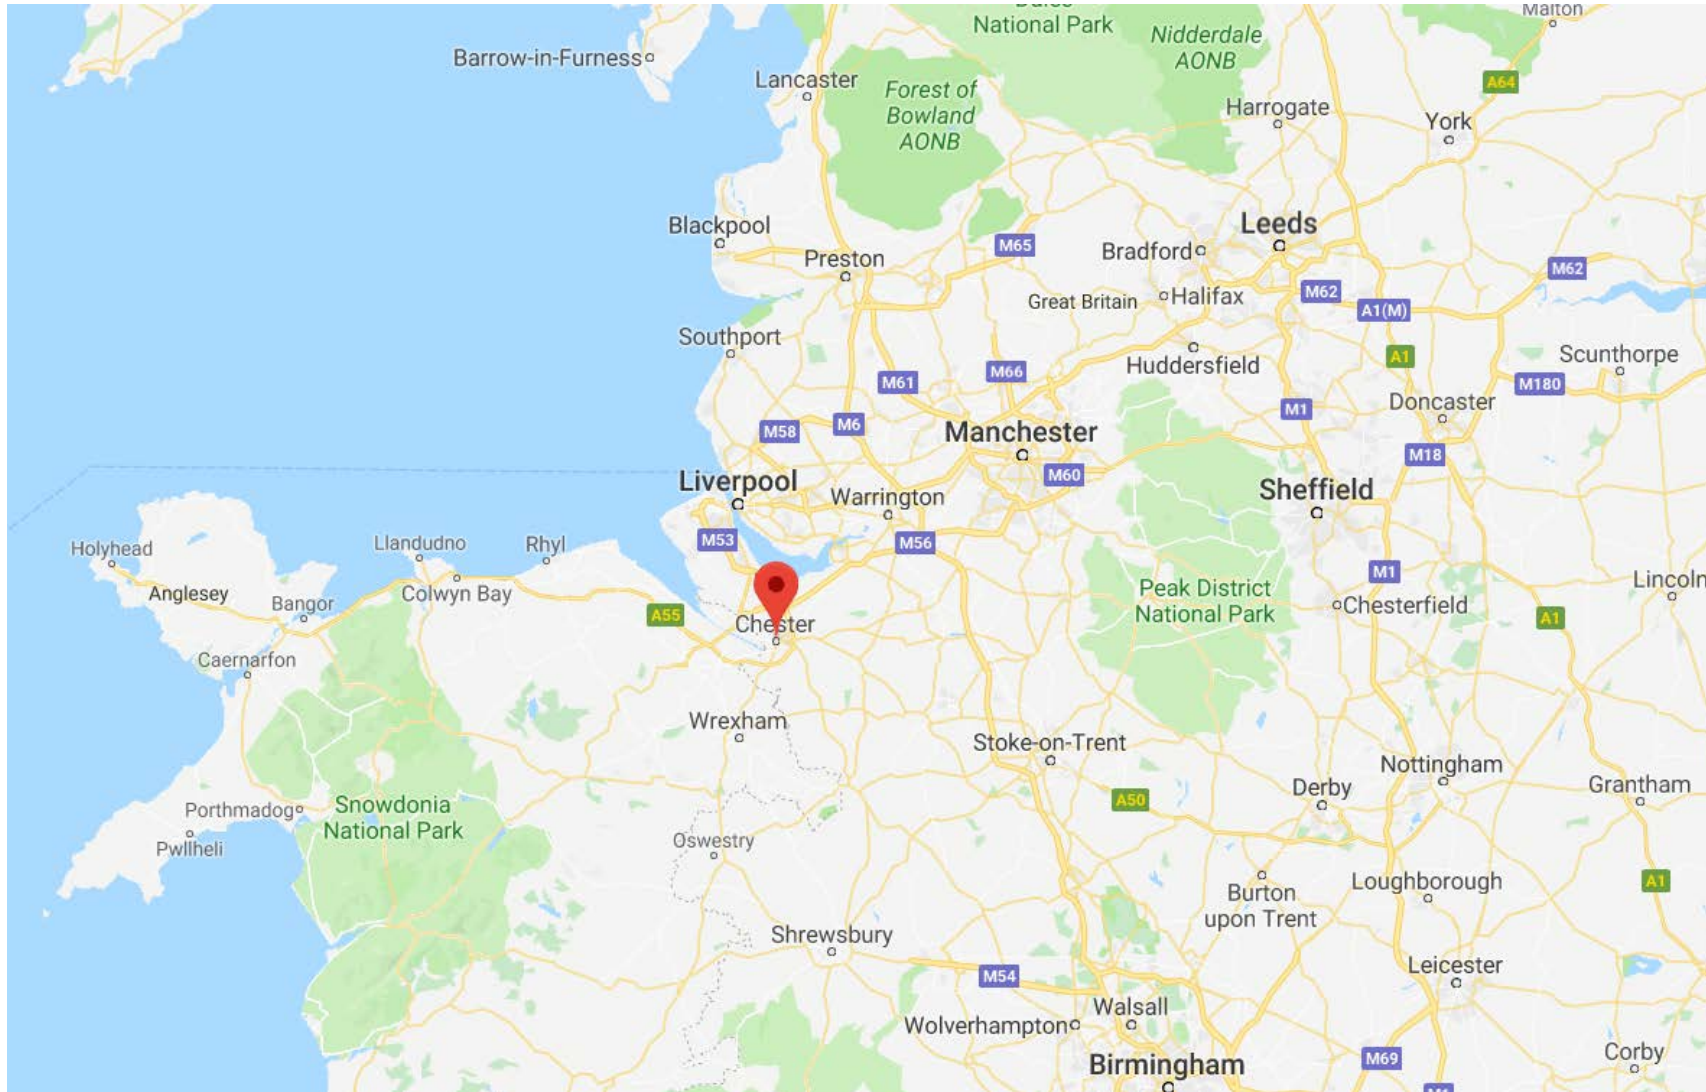 Dales
National Park
Malton
Nidderdale
AONB
Barrow-in-Furness
Lancaster
A64
Forest of
Bowland
AONB
Harrogate
York
Blackpool
Leeds
M65
Bradford
Preston
M62
Great Britain
Halifax
M62
A1(M)
Southport
A1
Scunthorpe
Huddersfield
M66
M61
M180
M1
Doncaster
M58
M6
Manchester
M18
M60
Liverpool
Warrington
Sheffield
M53
M56
Holyhead
Llandudno
Rhyl
M1
Lincoln
Anglesey
Colwyn Bay
Bangor
A55
Peak District
National Park
Chesterfield
A1
Chester
Caernarfon
Wrexham
Stoke-on-Trent
Nottingham
Derby
Grantham
A50
Porthmadog
Snowdonia
National Park
Pwllheli
Oswestry
Burton
upon Trent
Loughborough
A1
Shrewsbury
Leicester
M54
Walsall
Wolverhampton
Birmingham
M69
Corby
M1